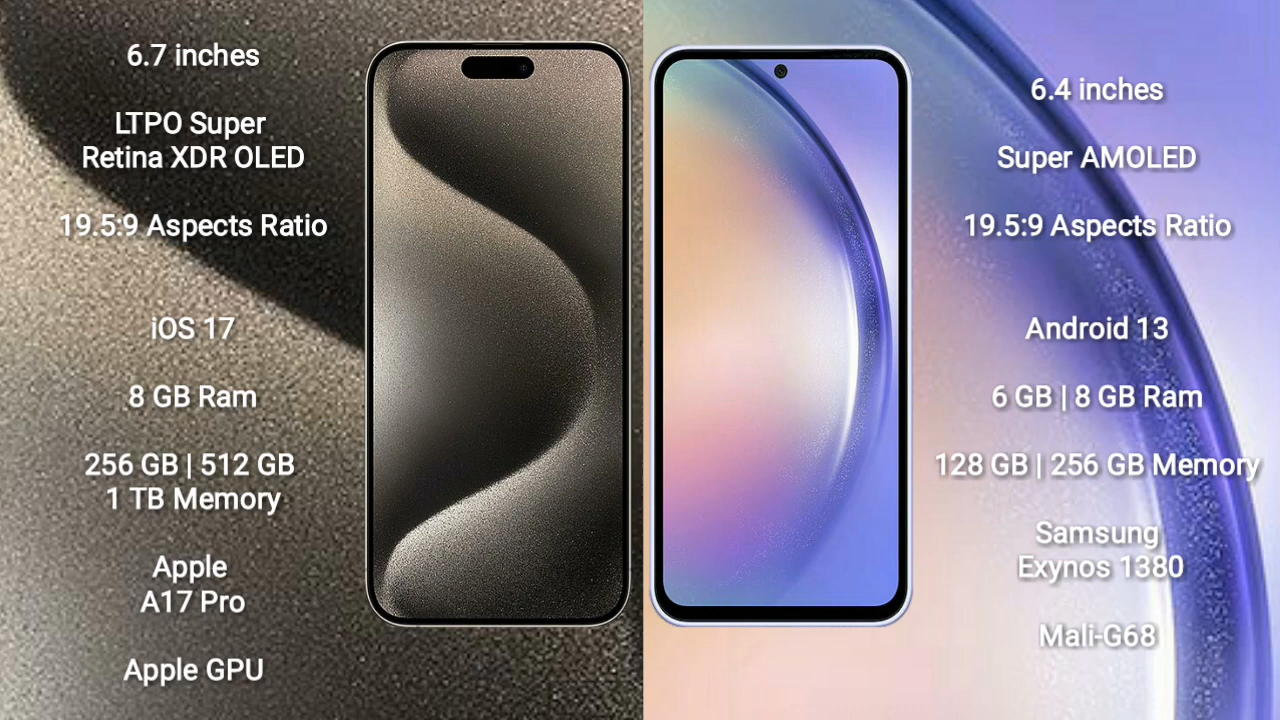 6.7 inches
LTPO Super
Retina XDR OLED
19.5:9 Aspects Ratio
iOS 17
8 GB Ram
256 GB | 512 GB
1 TB Memory
Apple
A17 Pro
Apple GPU
6.4 inches
Super AMOLED
19.5:9 Aspects Ratio
Android 13
6 GB | 8 GB Ram
128 GB | 256 GB Memory
Samsung
Exynos 1380
Mali-G68